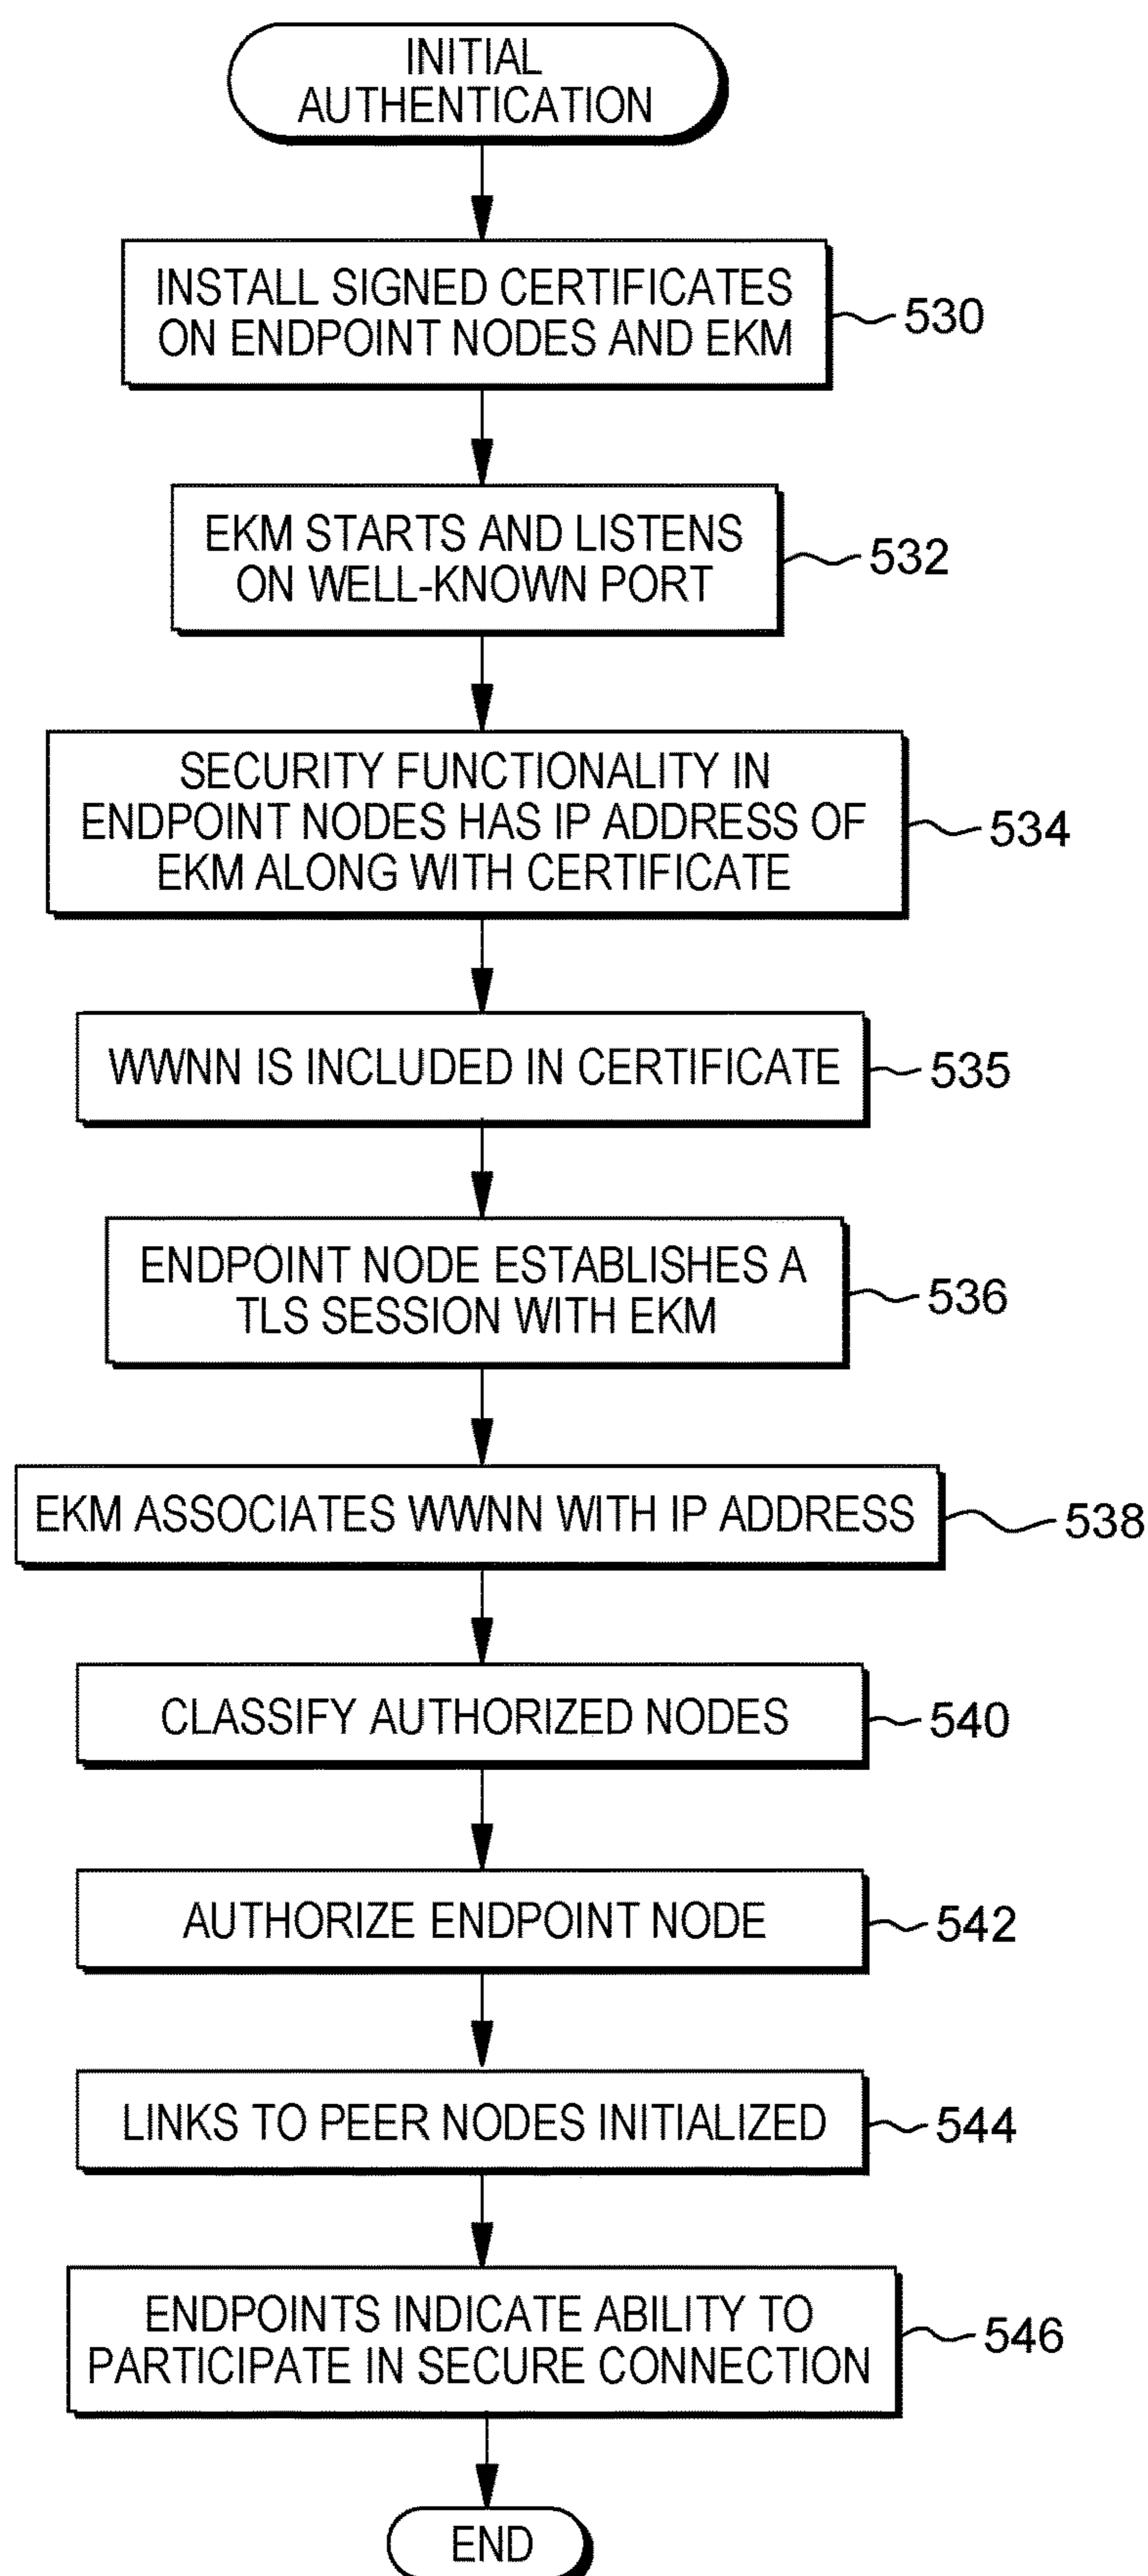 INITIAL
AUTHENTICATION
INSTALL SIGNED CERTIFICATES
ON ENDPOINT NODES AND EKM
530
EKM STARTS AND LISTENS
ON WELL-KNOWN PORT
532
SECURITY FUNCTIONALITY IN
ENDPOINT NODES HAS IP ADDRESS OF
EKM ALONG WITH CERTIFICATE
534
WWNN IS INCLUDED IN CERTIFICATE
535
ENDPOINT NODE ESTABLISHES A
TLS SESSION WITH EKM
536
EKM ASSOCIATES WWNN WITH IP ADDRESS
538
CLASSIFY AUTHORIZED NODES
540
AUTHORIZE ENDPOINT NODE
542
LINKS TO PEER NODES INITIALIZED
544
ENDPOINTS INDICATE ABILITY TO
PARTICIPATE IN SECURE CONNECTION
546
END